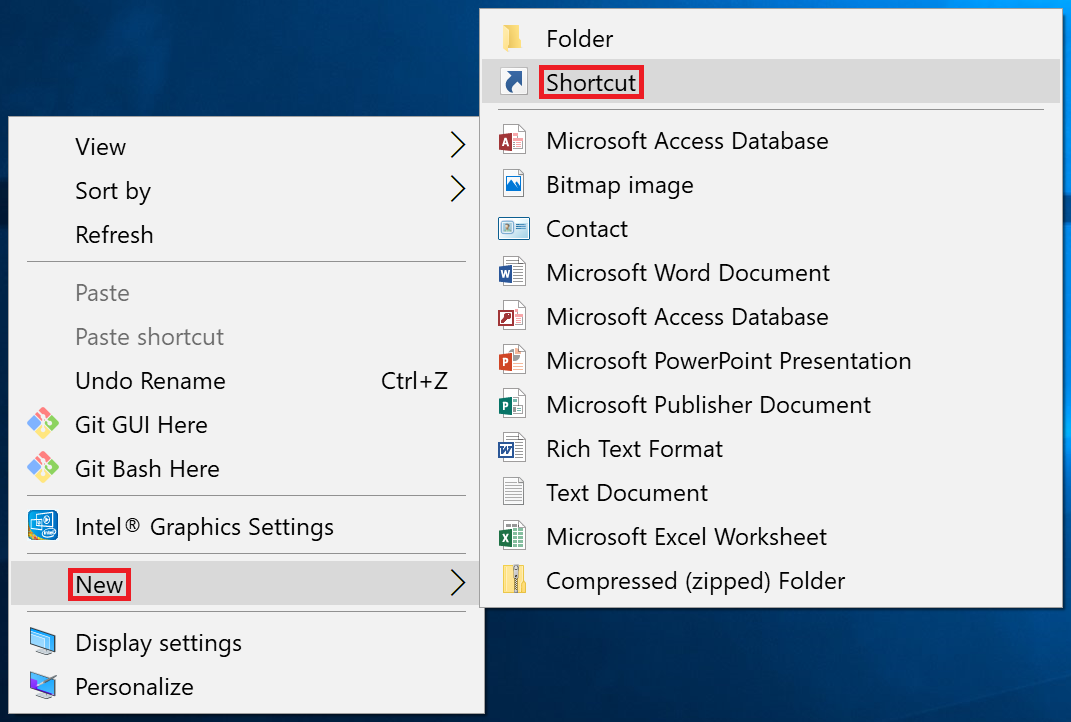 View
Sort by
Refresh
Paste
Paste shortcut
Undo Rename Ctrl+Z
Git GUI Here
Git Bash Here
Intel® Graphics Settings
New
Display settings
Personalize
Folder
Shortcut
Microsoft Access Database
Bitmap image
Contact
Microsoft Word Document
Microsoft Access Database
Microsoft PowerPoint Presentation
Microsoft Publisher Document
Rich Text Format
Text Document
Microsoft Excel Worksheet
Compressed (zipped) Folder